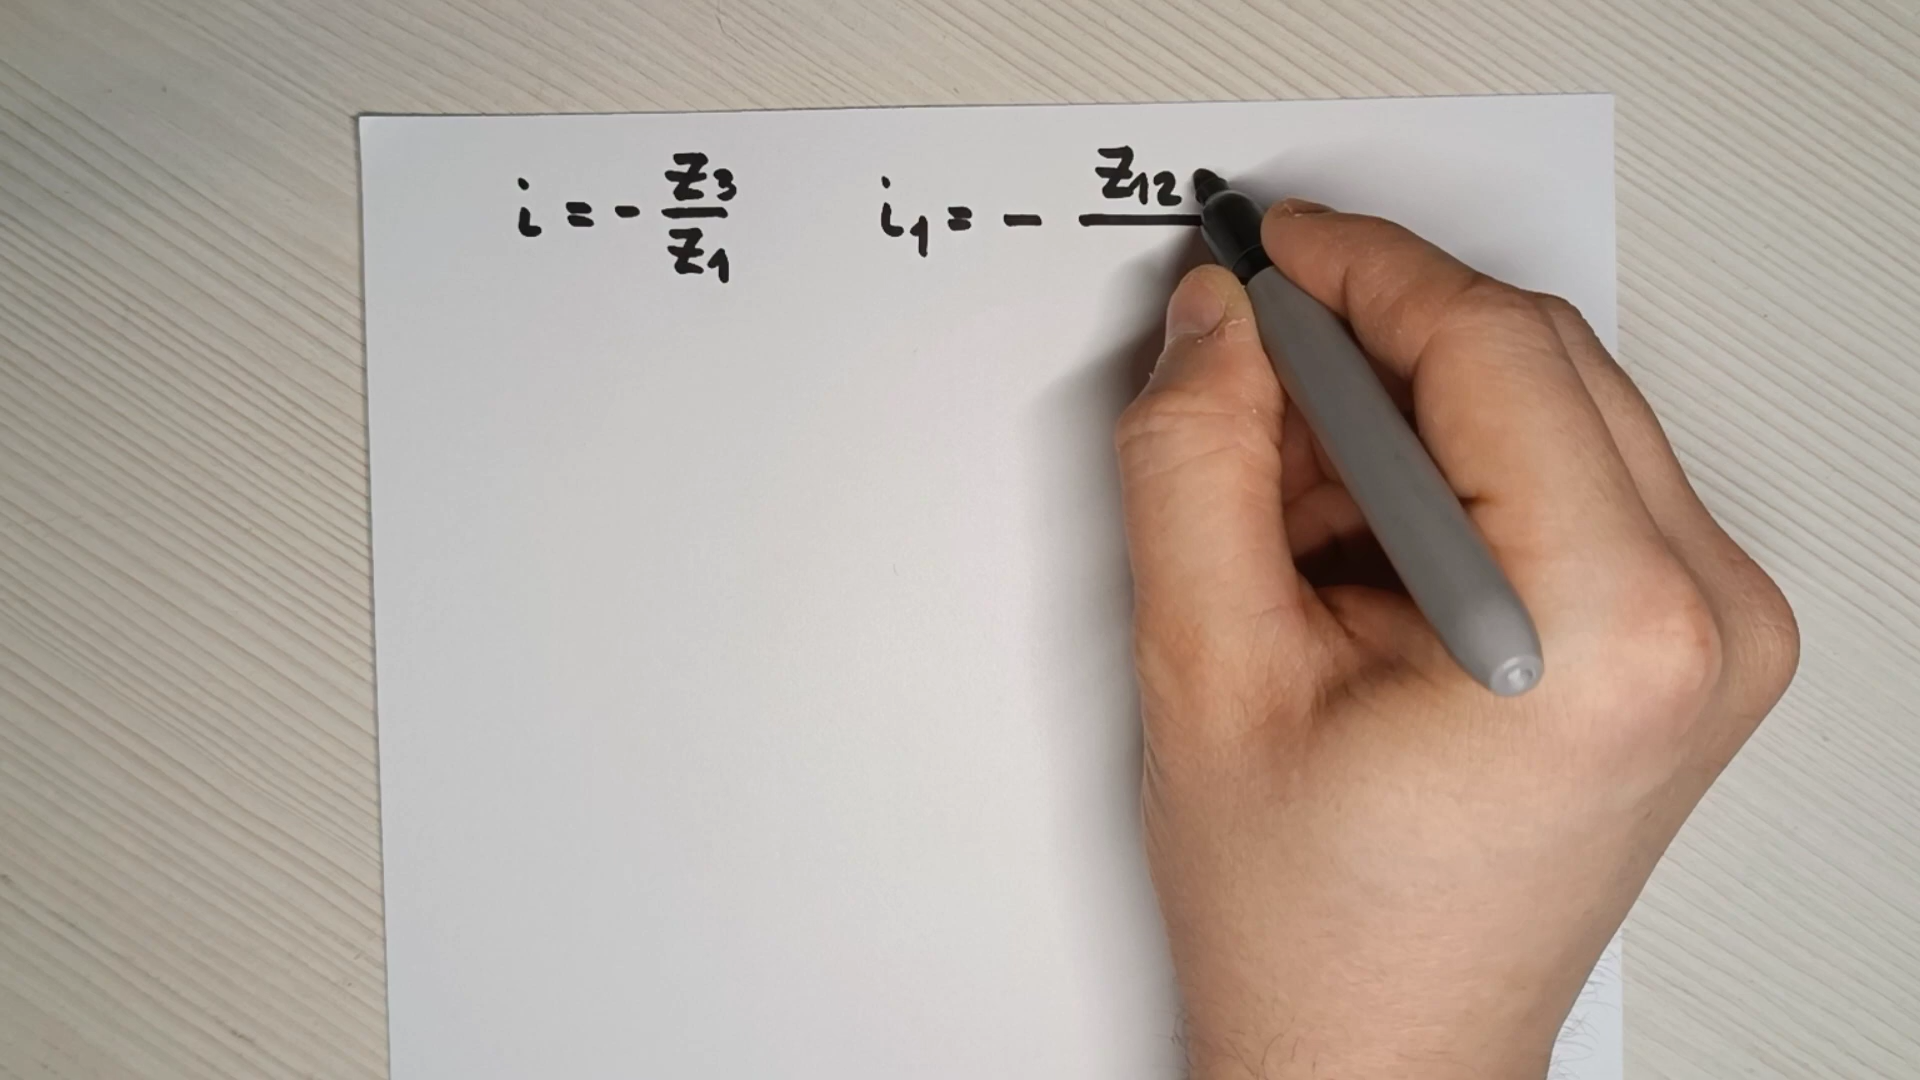 i = - z3/z1   i1 = - z12/